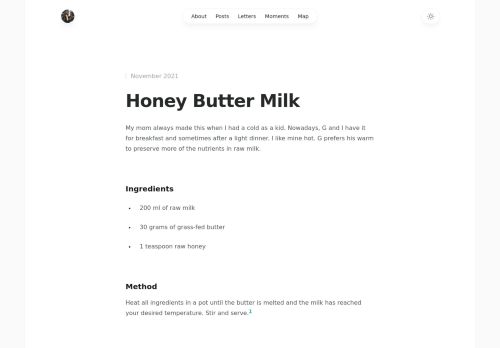 About Posts Letters Moments Map
November 2021
Honey Butter Milk
My mom always made this when I had a cold as a kid. Nowadays, G and I have it
for breakfast and sometimes after a light dinner. I like mine hot. G prefers his warm
to preserve more of the nutrients in raw milk.
Ingredients
• 200 ml of raw milk
• 30 grams of grass-fed butter
• 1 teaspoon raw honey
Method
Heat all ingredients in a pot until the butter is melted and the milk has reached
your desired temperature. Stir and serve.1